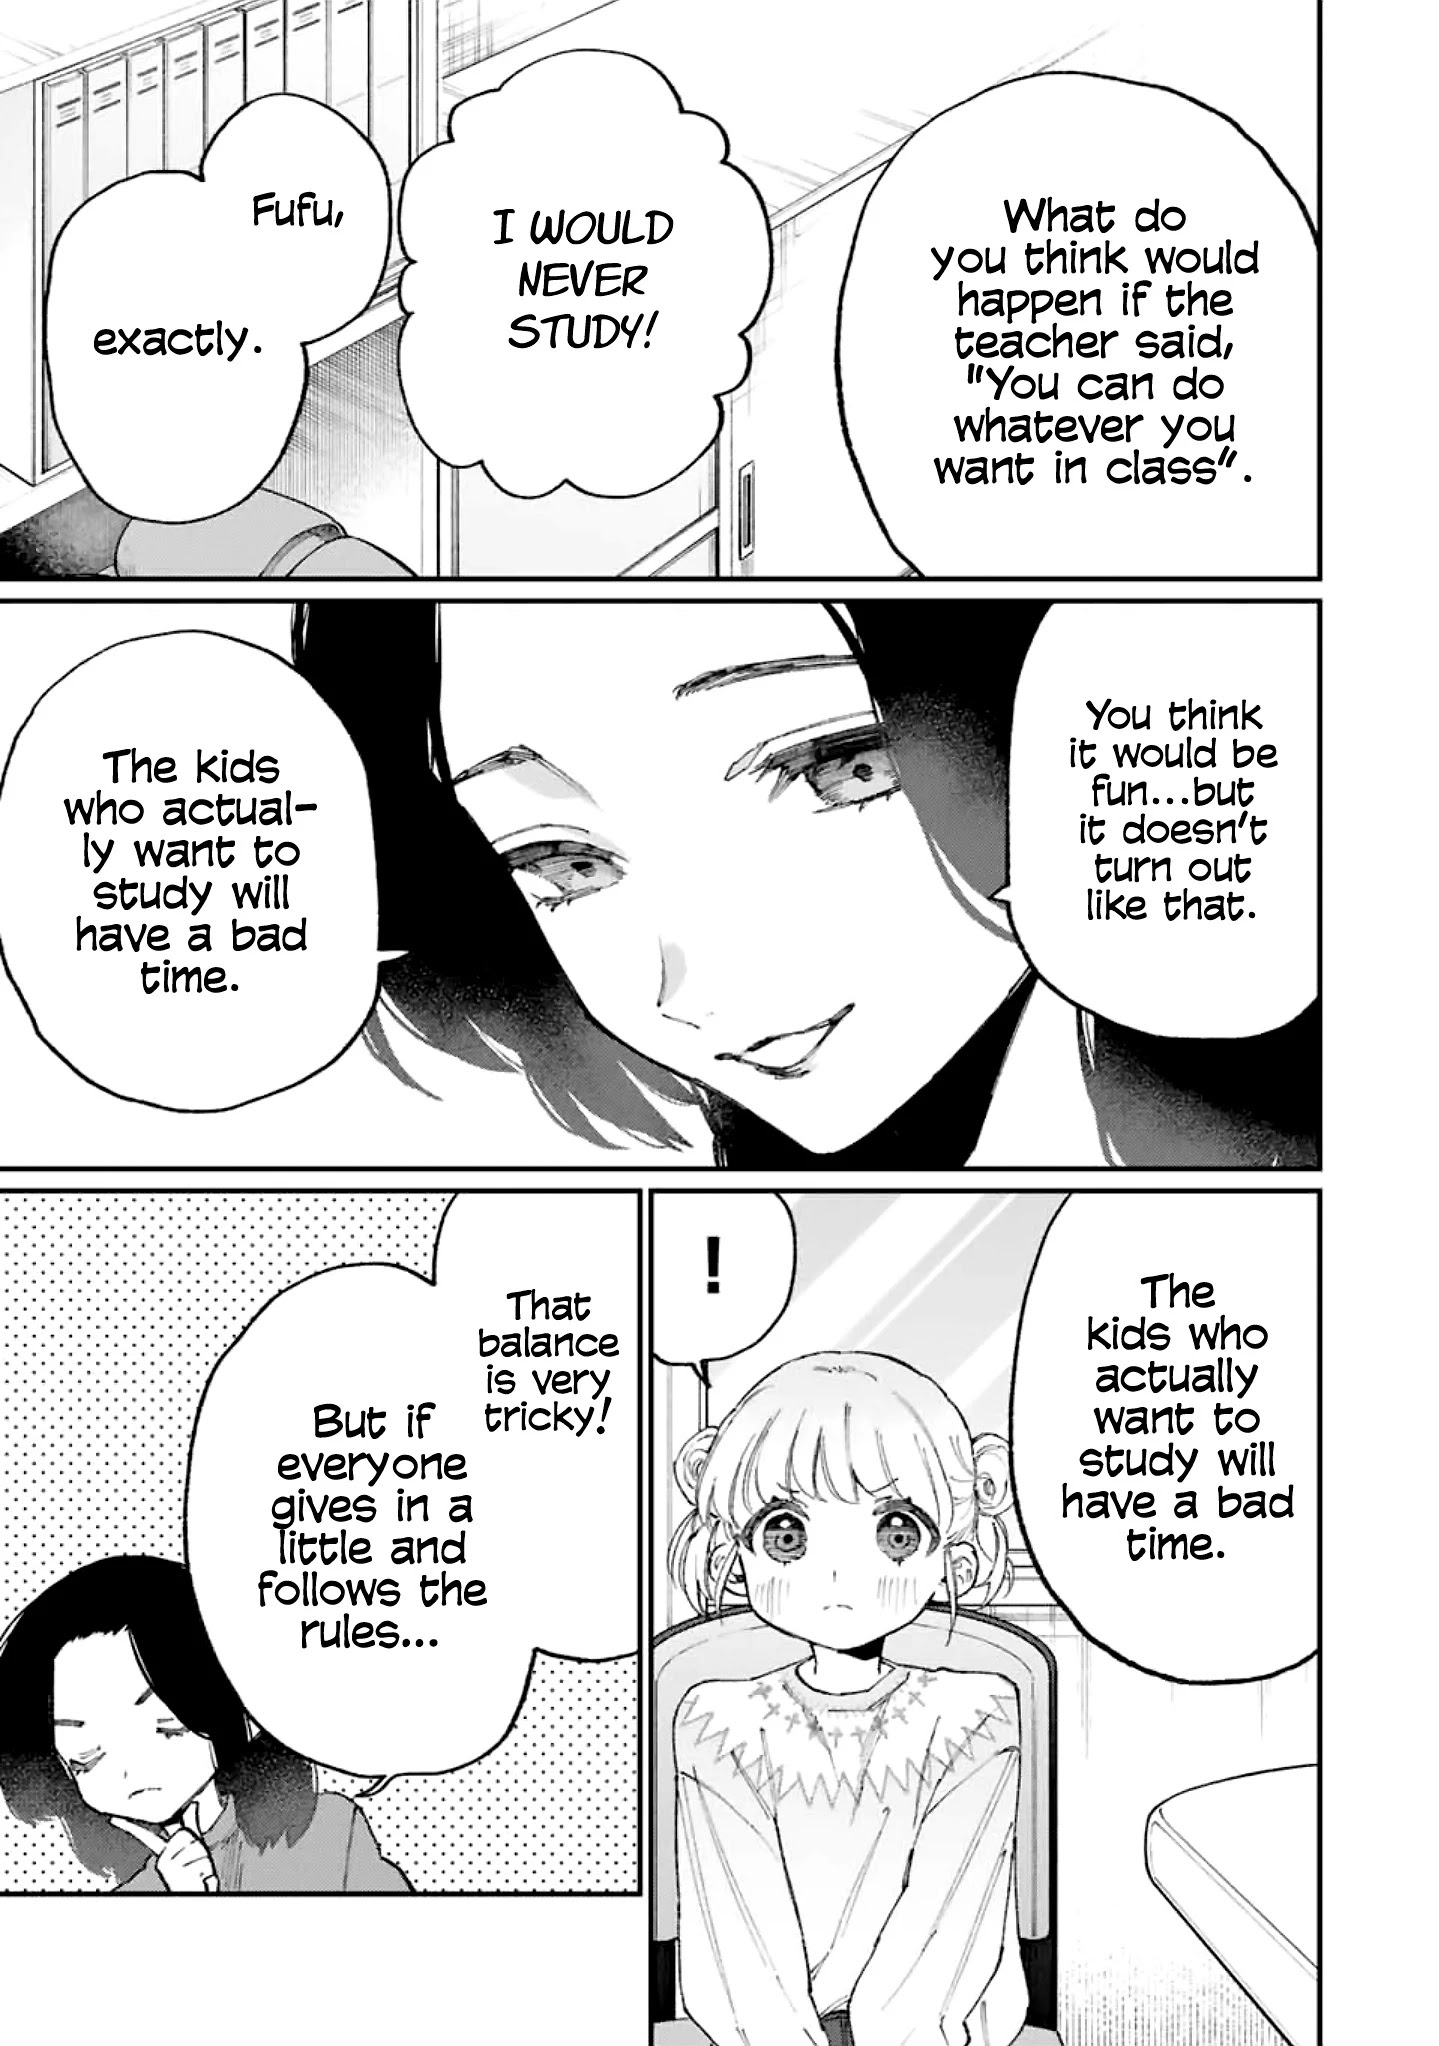 What do
you think would
happen if the
teacher said,
"You can do
whatever you
want in class".
I WOULD
NEVER
STUDY!
Fufu,
exactly.
You think
it would be
fun...but
it doesn't
turn out
like that.
The kids
who actual-
ly want to
study will
have a bad
time.
The
kids who
actually
want to
study will
have a bad
time.
!
That
balance
is very
tricky!
But if
everyone
gives in a
little and
follows the
rules...